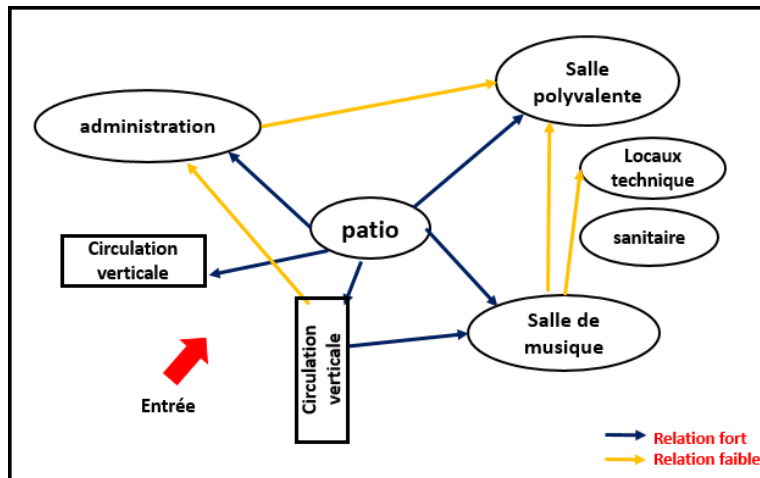 Salle
polyvalente
administration
Locaux
technique
patio
sanitaire
Circulation
verticale
Salle de
musique
Circulation
verticale
Entrée
Relation fort
Relation faible